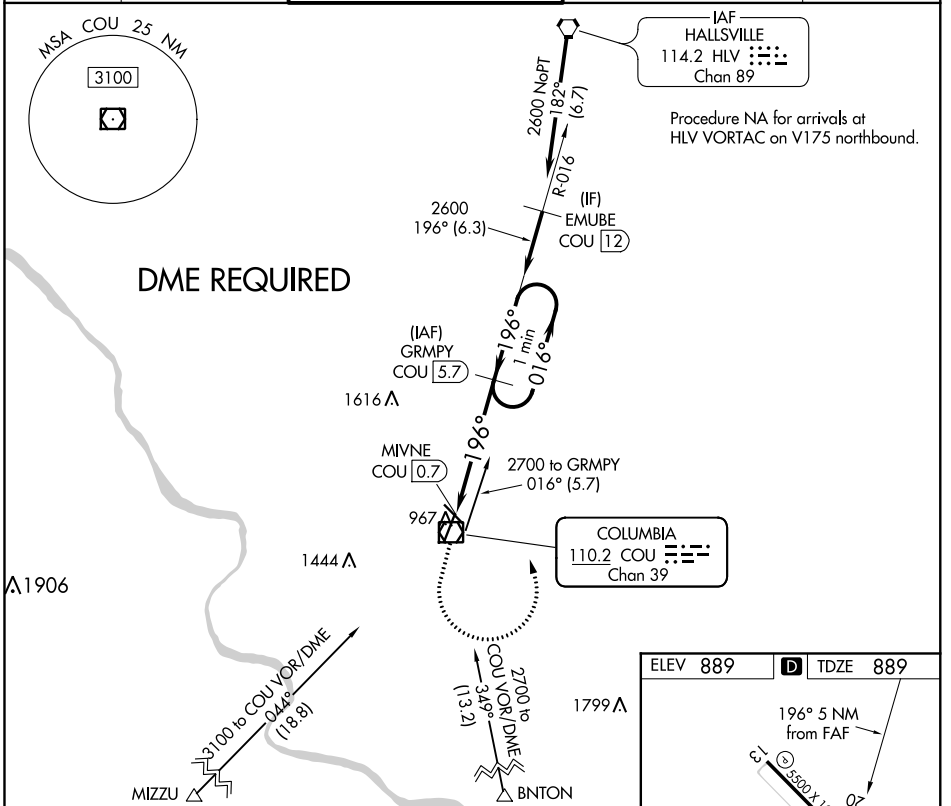 MSA COU 25 NM
3100
IAF
HALLSVILLE
114.2 HLV
Chan 89
Procedure NA for arrivals at
HLV VORTAC on V175 northbound.
2600 NoPT
182°
(6.7)
R-016
(IF)
EMUBE
COU 12
2600
196° (6.3)
DME REQUIRED
196°
1 min
016°
(IAF)
GRMPY
COU 5.7
1616
196°
MIVNE
COU 0.7
2700 to GRMPY
016° (5.7)
967
COLUMBIA
110.2 COU
Chan 39
1444
1906
3100 to COU VOR/DME
044°
(18.8)
2700 to
COU VOR/DME
349°
(13.2)
1799
MIZZU
BNTON
ELEV 889
D
TDZE 889
196° 5 NM
from FAF
13
P
5500 X
02